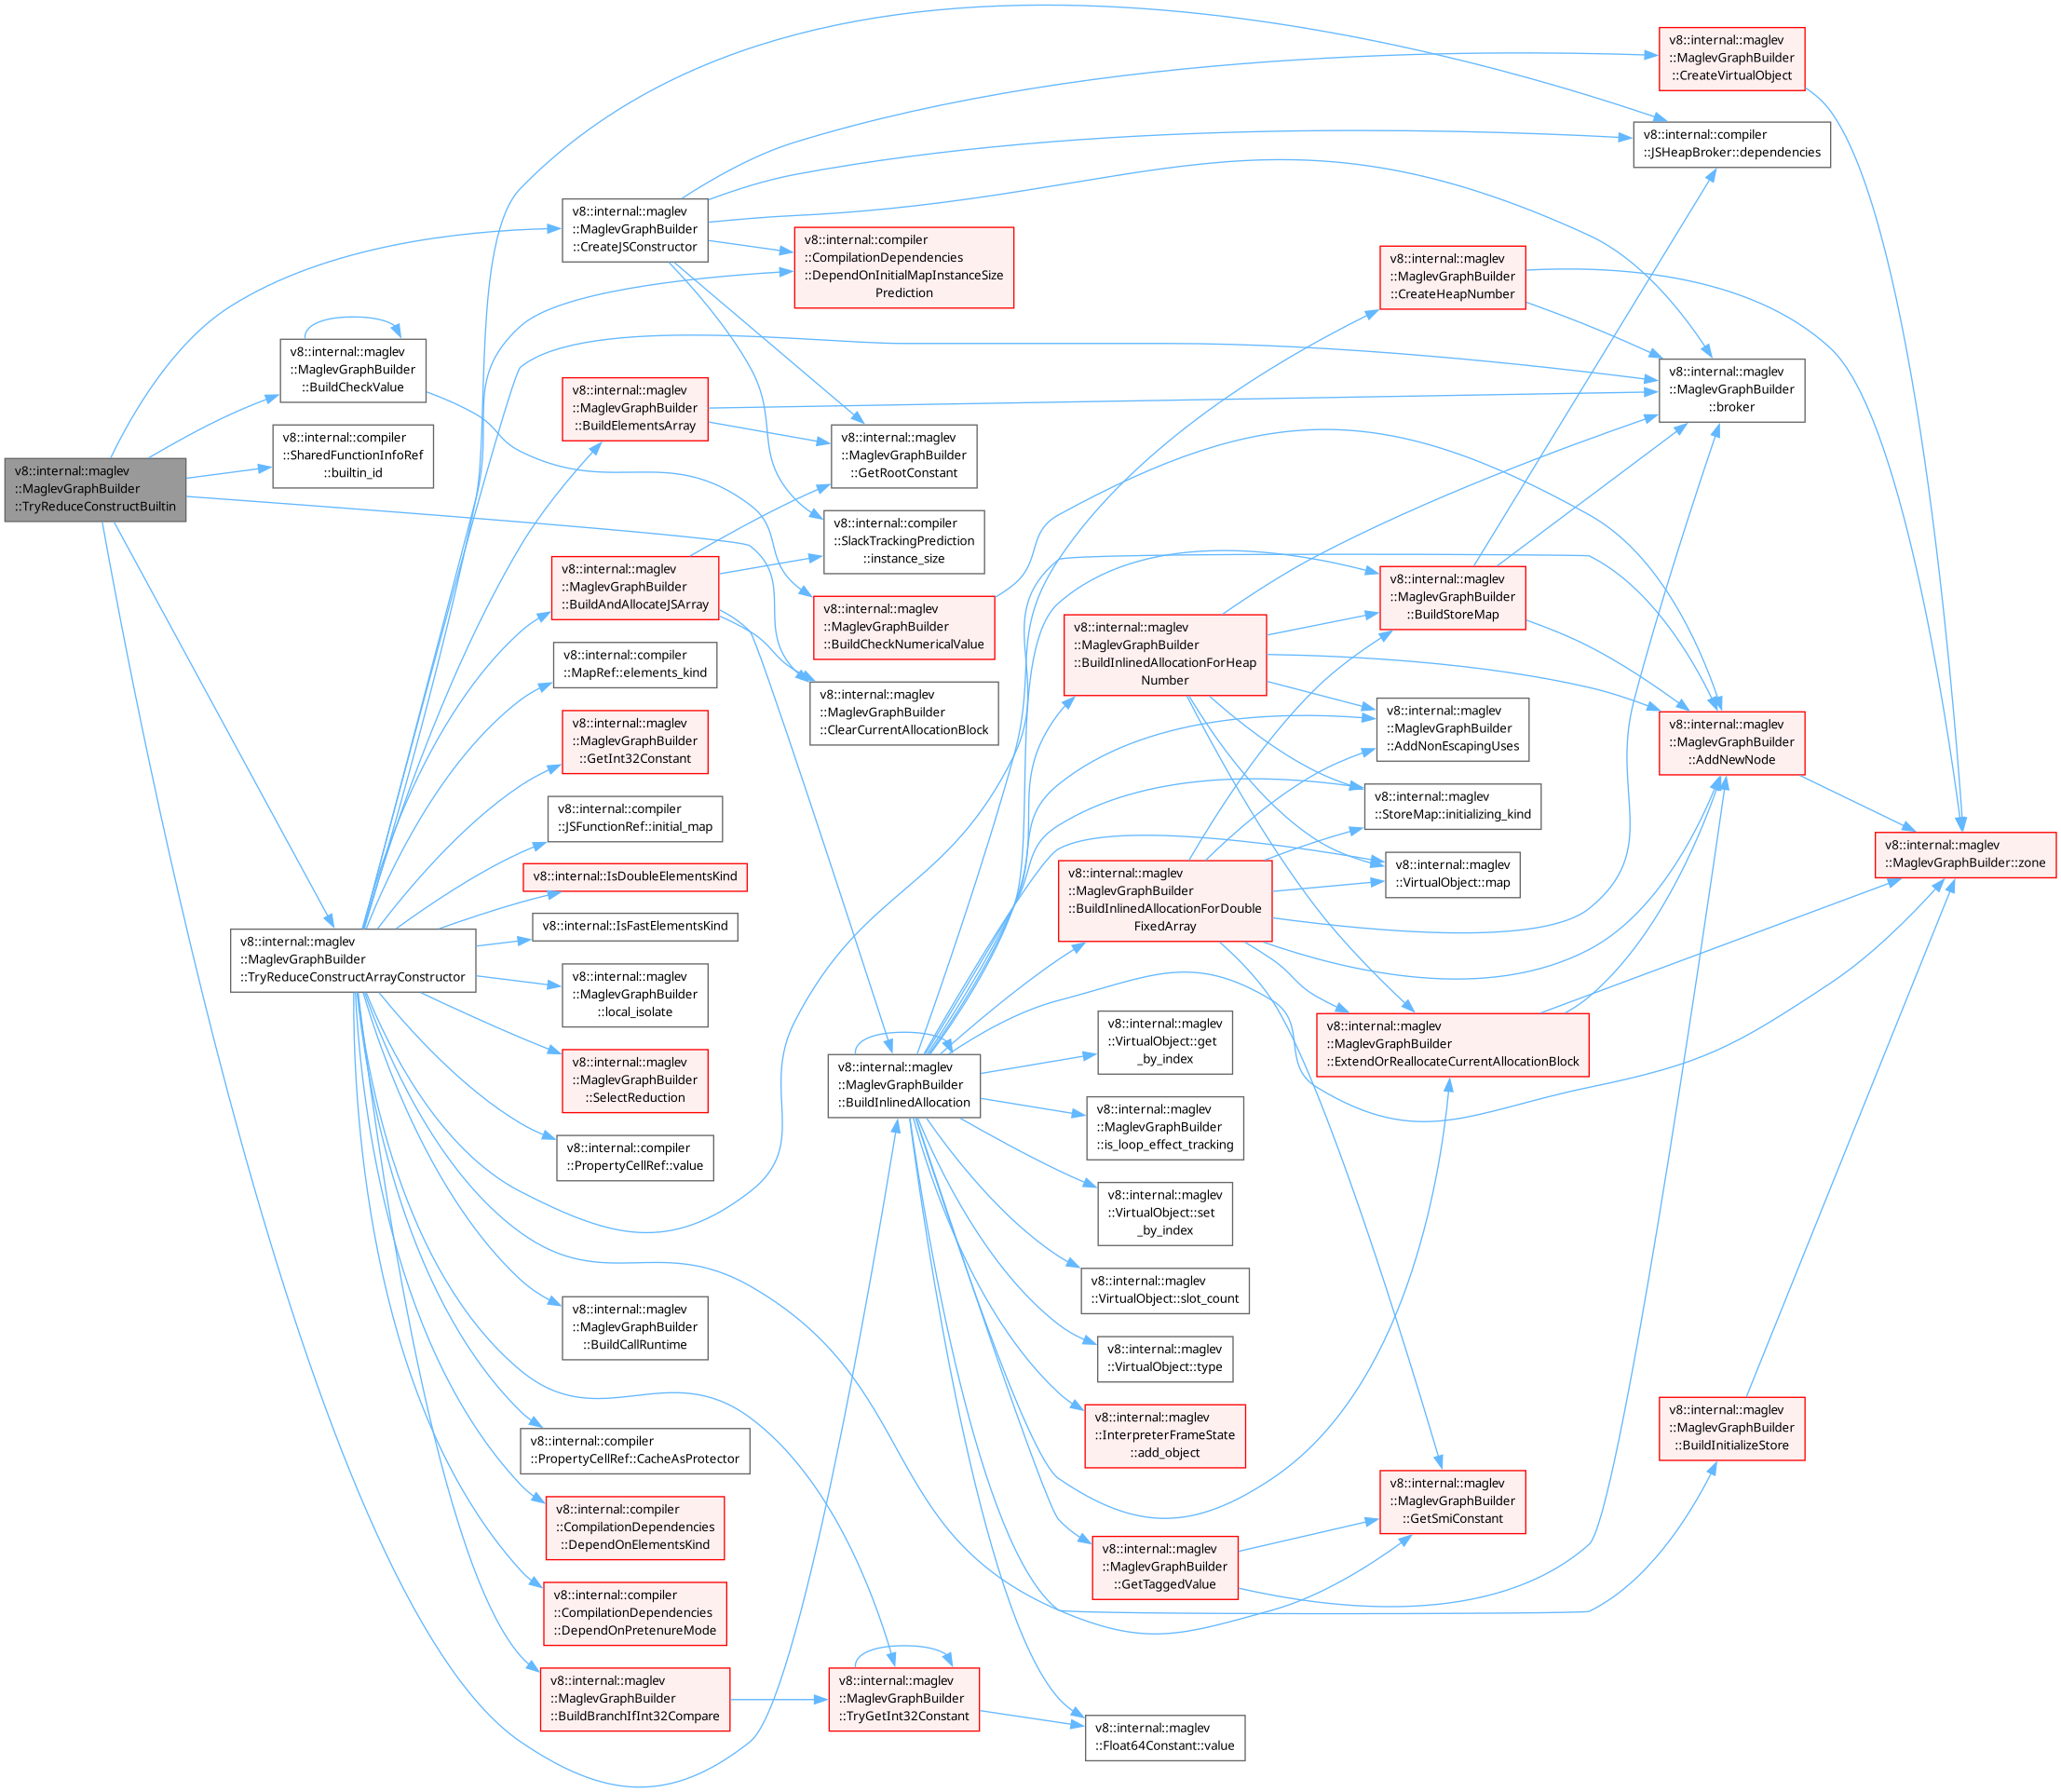 v8::internal::maglev
::MaglevGraphBuilder
::TryReduceConstructBuiltin
v8::internal::maglev
::MaglevGraphBuilder
::BuildCheckValue
v8::internal::compiler
::SharedFunctionInfoRef
::builtin_id
v8::internal::maglev
::MaglevGraphBuilder
::TryReduceConstructArrayConstructor
v8::internal::maglev
::MaglevGraphBuilder
::CreateJSConstructor
v8::internal::maglev
::MaglevGraphBuilder
::BuildElementsArray
v8::internal::maglev
::MaglevGraphBuilder
::BuildAndAllocateJSArray
v8::internal::compiler
::MapRef::elements_kind
v8::internal::maglev
::MaglevGraphBuilder
::GetInt32Constant
v8::internal::compiler
::JSFunctionRef::initial_map
v8::internal::IsDoubleElementsKind
v8::internal::IsFastElementsKind
v8::internal::maglev
::MaglevGraphBuilder
::local_isolate
v8::internal::maglev
::MaglevGraphBuilder
::SelectReduction
v8::internal::compiler
::PropertyCellRef::value
v8::internal::maglev
::MaglevGraphBuilder
::BuildCallRuntime
v8::internal::compiler
::PropertyCellRef::CacheAsProtector
v8::internal::compiler
::CompilationDependencies
::DependOnElementsKind
v8::internal::compiler
::CompilationDependencies
::DependOnPretenureMode
v8::internal::maglev
::MaglevGraphBuilder
::BuildBranchIfInt32Compare
v8::internal::compiler
::CompilationDependencies
::DependOnInitialMapInstanceSize
Prediction
v8::internal::maglev
::MaglevGraphBuilder
::GetRootConstant
v8::internal::compiler
::SlackTrackingPrediction
::instance_size
v8::internal::maglev
::MaglevGraphBuilder
::BuildCheckNumericalValue
v8::internal::maglev
::MaglevGraphBuilder
::ClearCurrentAllocationBlock
v8::internal::maglev
::MaglevGraphBuilder
::BuildInlinedAllocation
v8::internal::maglev
::MaglevGraphBuilder
::TryGetInt32Constant
v8::internal::maglev
::MaglevGraphBuilder
::BuildInlinedAllocationForHeap
Number
v8::internal::maglev
::MaglevGraphBuilder
::BuildInlinedAllocationForDouble
FixedArray
v8::internal::maglev
::VirtualObject::get
_by_index
v8::internal::maglev
::MaglevGraphBuilder
::is_loop_effect_tracking
v8::internal::maglev
::VirtualObject::set
_by_index
v8::internal::maglev
::VirtualObject::slot_count
v8::internal::maglev
::VirtualObject::type
v8::internal::maglev
::InterpreterFrameState
::add_object
v8::internal::maglev
::MaglevGraphBuilder
::GetTaggedValue
v8::internal::maglev
::Float64Constant::value
v8::internal::maglev
::MaglevGraphBuilder
::CreateHeapNumber
v8::internal::maglev
::MaglevGraphBuilder
::BuildStoreMap
v8::internal::maglev
::MaglevGraphBuilder
::AddNonEscapingUses
v8::internal::maglev
::StoreMap::initializing_kind
v8::internal::maglev
::VirtualObject::map
v8::internal::maglev
::MaglevGraphBuilder
::ExtendOrReallocateCurrentAllocationBlock
v8::internal::maglev
::MaglevGraphBuilder
::GetSmiConstant
v8::internal::maglev
::MaglevGraphBuilder
::CreateVirtualObject
v8::internal::compiler
::JSHeapBroker::dependencies
v8::internal::maglev
::MaglevGraphBuilder
::broker
v8::internal::maglev
::MaglevGraphBuilder
::AddNewNode
v8::internal::maglev
::MaglevGraphBuilder
::BuildInitializeStore
v8::internal::maglev
::MaglevGraphBuilder::zone